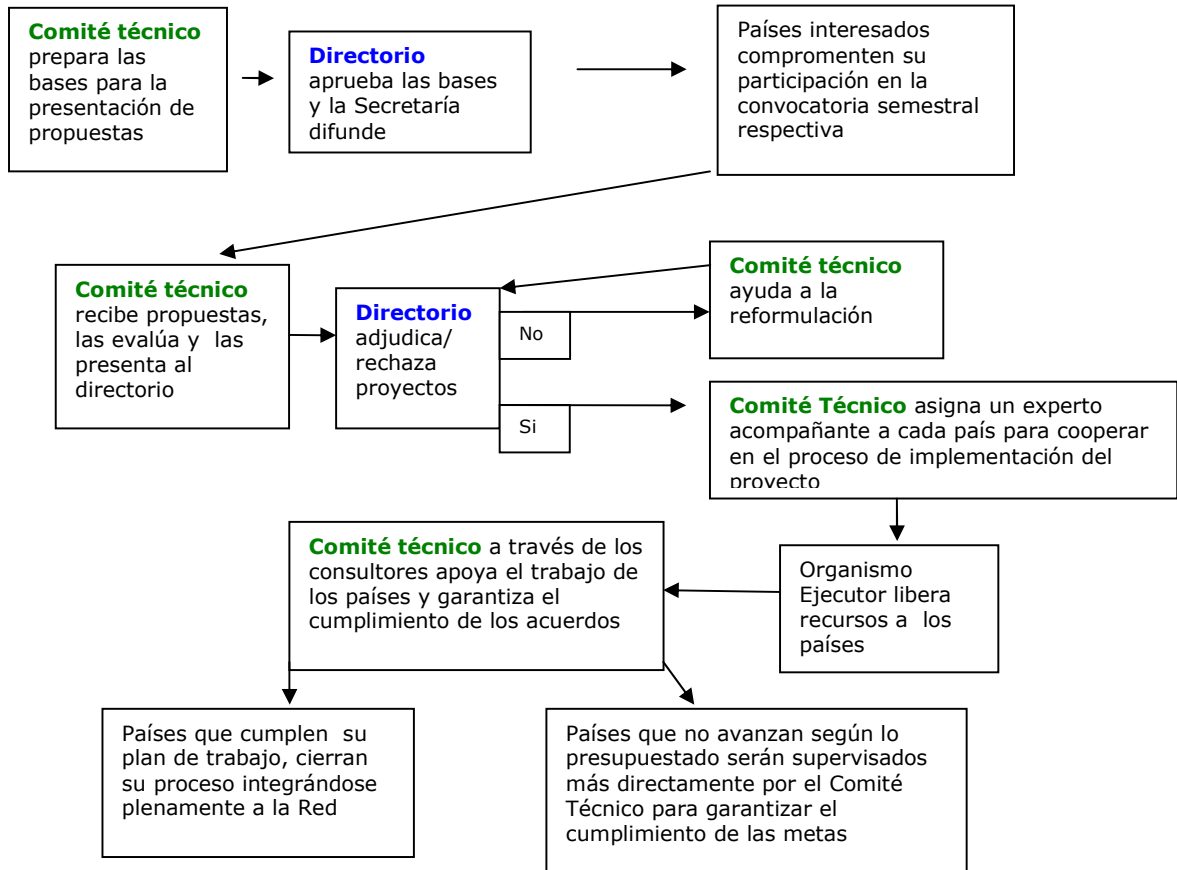 Comité técnico
prepara las
bases para la
presentación de
propuestas
Directorio
aprueba las bases
y la Secretaría
difunde
Países interesados
compromenten su
participación en la
convocatoria semestral
respectiva
Comité técnico
recibe propuestas,
las evalúa y las
presenta al
directorio
Directorio
adjudica/
rechaza
proyectos
No
Si
Comité técnico
ayuda a la
reformulación
Comité Técnico asigna un experto
acompañante a cada país para cooperar
en el proceso de implementación del
proyecto
Organismo
Ejecutor libera
recursos a los
países
Comité técnico a través de los
consultores apoya el trabajo de
los países y garantiza el
cumplimiento de los acuerdos
Países que cumplen su
plan de trabajo, cierran
su proceso integrándose
plenamente a la Red
Países que no avanzan según lo
presupuestado serán supervisados
más directamente por el Comité
Técnico para garantizar el
cumplimiento de las metas